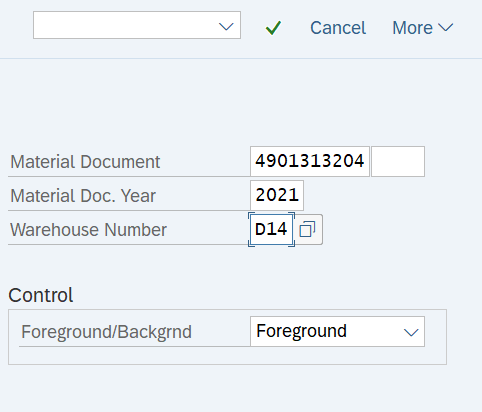 Cancel More
Material Document 4901313204
Material Doc. Year 2021
Warehouse Number D14
Control
Foreground/Backgrnd Foreground